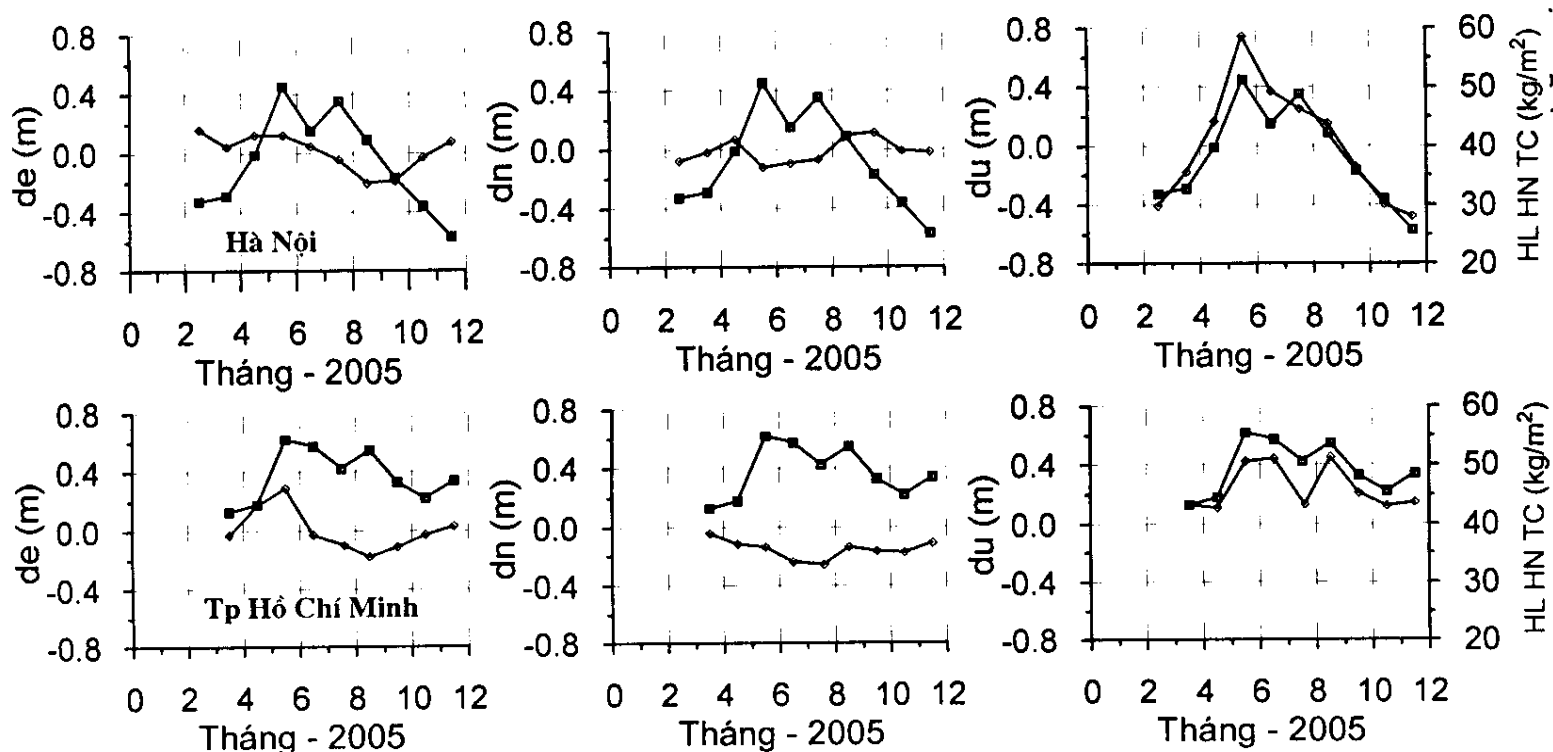 0.8 0.8 0.8 60
0.4 0.4 0.4 50
0.0 0.0 0.0 40
-0.4 -0.4 -0.4 30
-0.8 -0.8 -0.8 20
de (m) dn (m) du (m) HL HN TC (kg/m²)
Hà Nội
0 2 4 6 8 10 12 0 2 4 6 8 10 12 0 2 4 6 8 10 12
Tháng - 2005 Tháng - 2005 Tháng - 2005
0.8 0.8 0.8 60
0.4 0.4 0.4 50
0.0 0.0 0.0 40
-0.4 -0.4 -0.4 30
-0.8 -0.8 -0.8 20
de (m) dn (m) du (m) HL HN TC (kg/m²)
Tp Hồ Chí Minh
0 2 4 6 8 10 12 0 2 4 6 8 10 12 0 2 4 6 8 10 12
Tháng - 2005 Tháng - 2005 Tháng - 2005